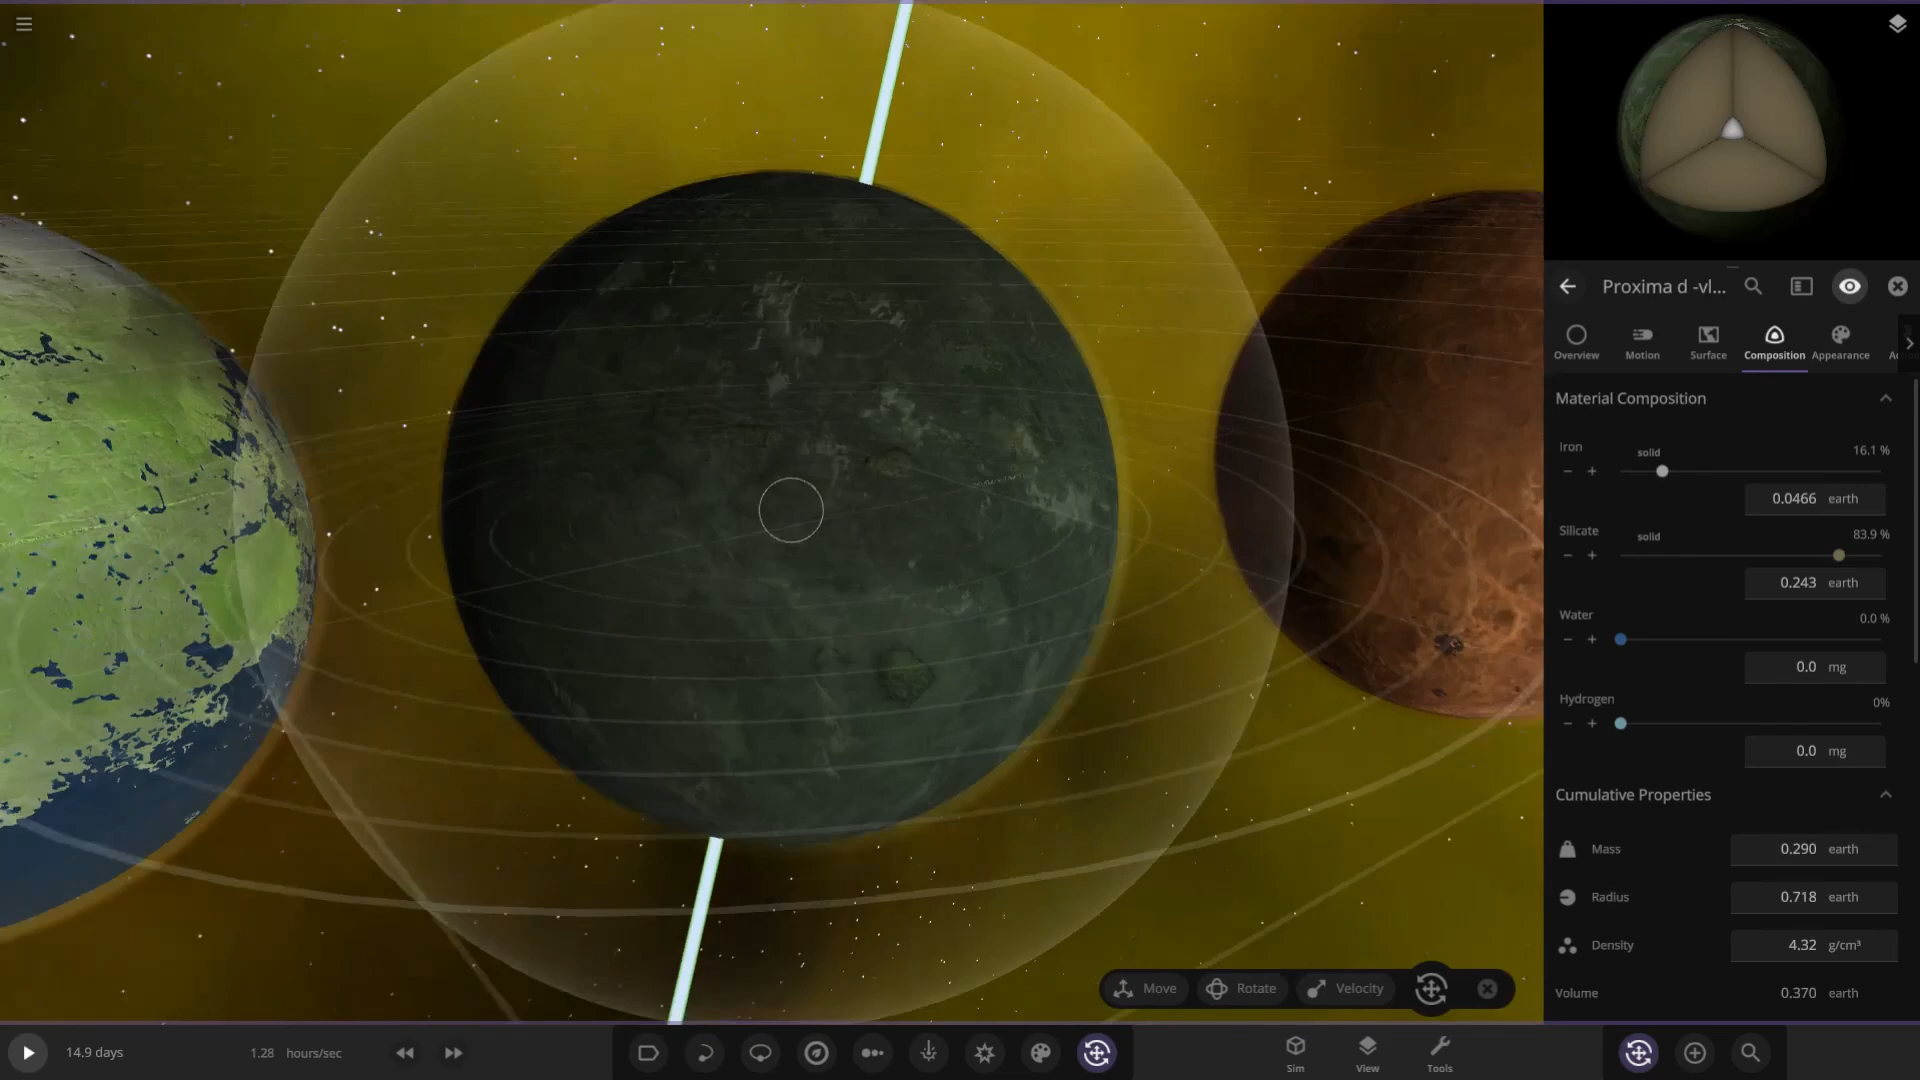 Proxima d -vl...
Overview
Motion
Surface
Composition
Appearance
Material Composition
Iron
solid
16.1 %
0.0466 earth
Silicate
solid
83.9 %
0.243 earth
Water
0.0 %
0.0 mg
Hydrogen
0%
0.0 mg
Cumulative Properties
Mass 0.290 earth
Radius 0.718 earth
Density 4.32 g/cm³
Volume 0.370 earth
Move Rotate Velocity
14.9 days
1.28 hours/sec
Sim
View
Tools